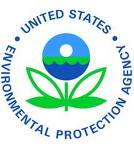 UNITED STATES
• ENVIRONMENTAL PROTECTION AGENCY •